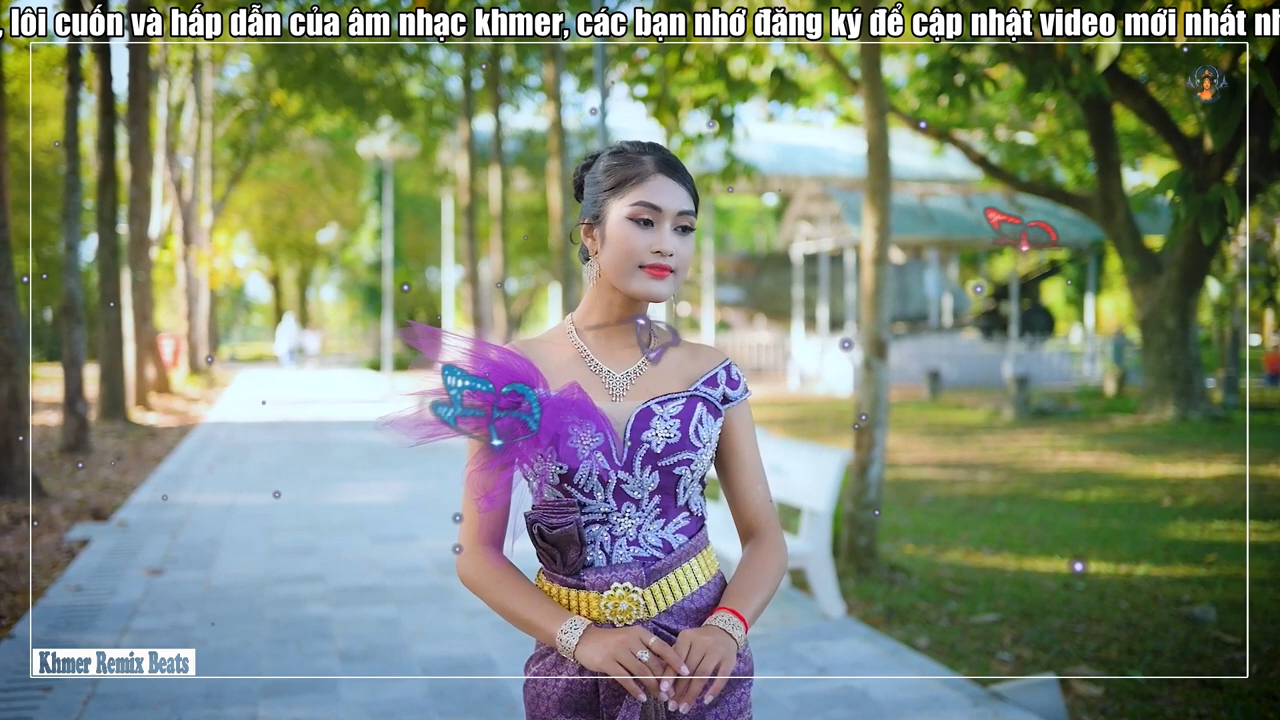 , lôi cuốn và hấp dẫn của âm nhạc khmer, các bạn nhớ đăng ký để cập nhật video mới nhất nh
Khmer Remix Beats